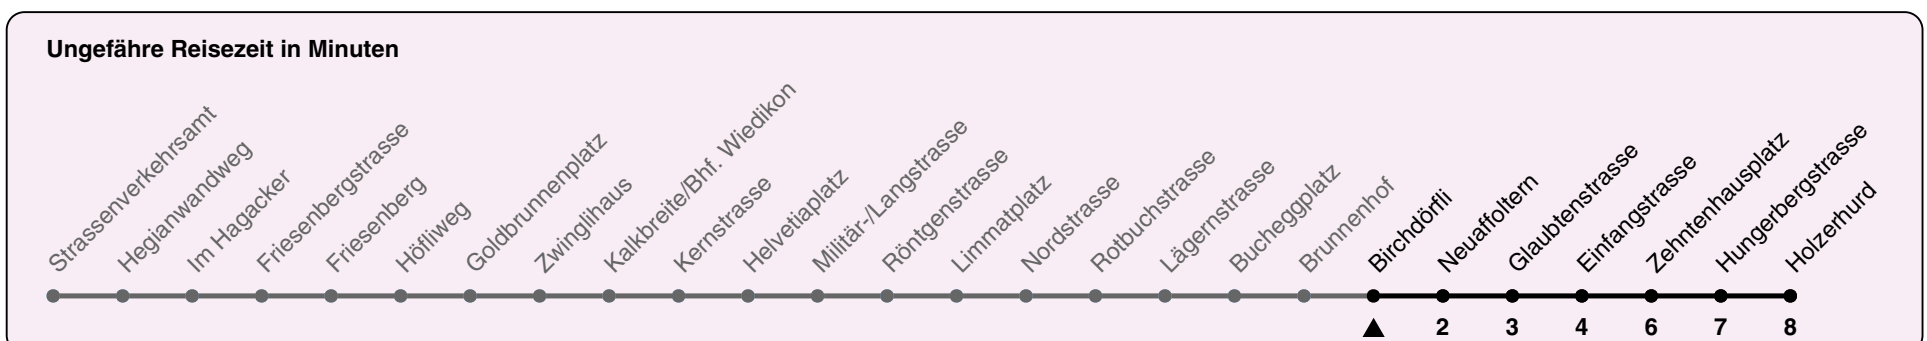 Ungefähre Reisezeit in Minuten
Strassenverkehrsamt
Hegianwandweg
Im Hagacker
Friesenbergstrasse
Friesenberg
Höfliweg
Goldbrunnenplatz
Zwinglihaus
Kalkbreite/Bhf. Wiedikon
Kernstrasse
Helvetiaplatz
Militär-/Langstrasse
Röntgenstrasse
Limmatplatz
Nordstrasse
Rotbuchstrasse
Lägernstrasse
Bucheggplatz
Brunnenhof
Birchdörfli
Neuaffoltern
Glaubtenstrasse
Einfangstrasse
Zehntenhausplatz
Hungerbergstrasse
Holzerhurd
2 3 4 6 7 8